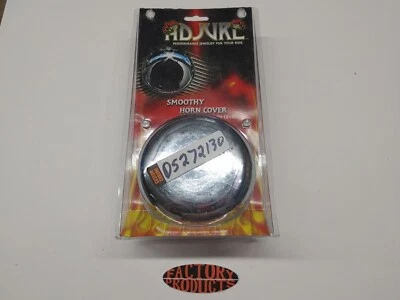 ADJURE
PERFORMANCE JEWELRY FOR YOUR RIDE
SMOOTHY
HORN COVER
DS272130
FACTORY
PRODUCTS